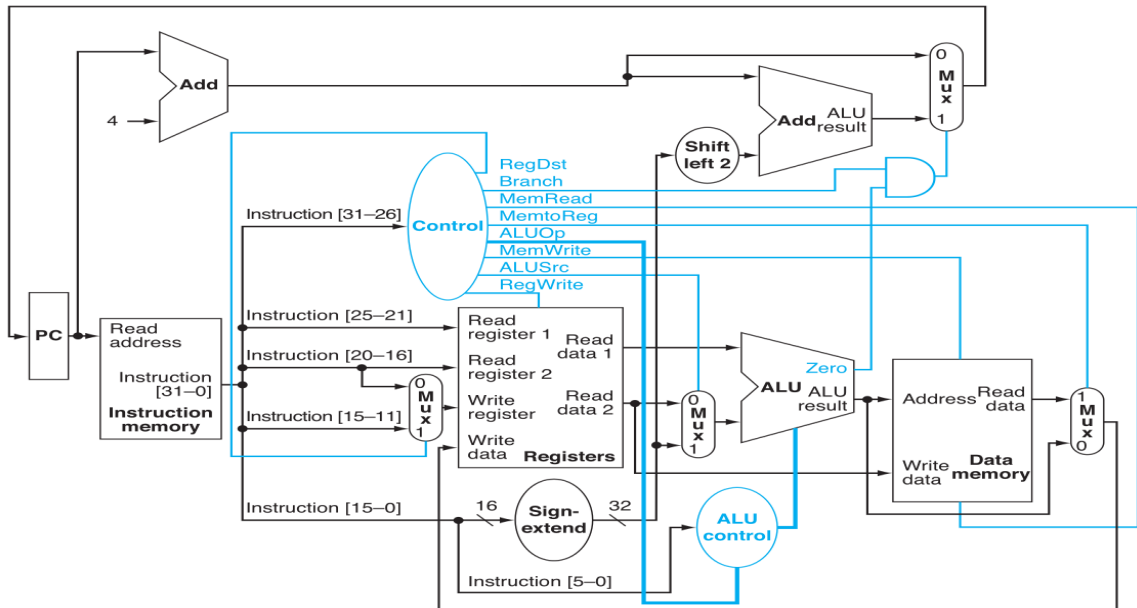 0
M
u
x
1
Add
4
Add
ALU
result
Shift
left 2
RegDst
Branch
MemRead
MemtoReg
ALUOp
MemWrite
ALUSrc
RegWrite
Control
Instruction [31–26]
Instruction [25–21]
Instruction [20–16]
Instruction [15–11]
Instruction [15–0]
PC
Read
address
Instruction
[31–0]
Instruction
memory
0
M
u
x
1
Read
register 1
Read
register 2
Write
register
Write
data
Read
data 1
Read
data 2
Registers
0
M
u
x
1
Zero
ALU
ALU
result
Address
Read
data
Write
data
Data
memory
1
M
u
x
0
16
Sign-
extend
32
ALU
control
Instruction [5–0]